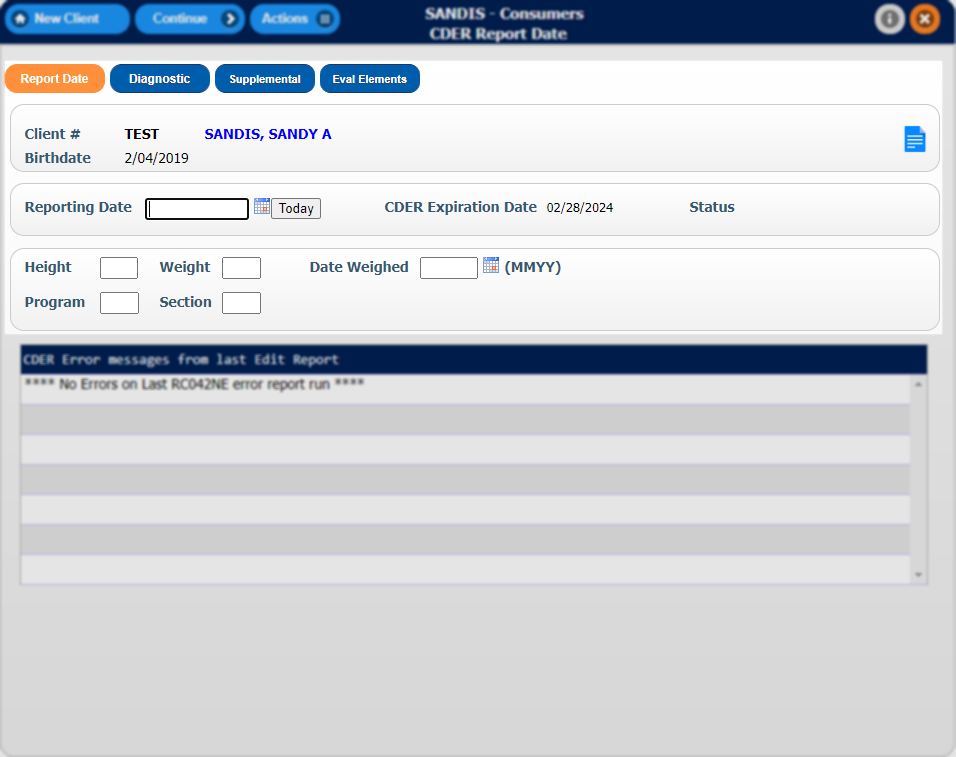 New Client Continue Actions SANDIS - Consumers
CDER Report Date
Report Date Diagnostic Supplemental Eval Elements
Client # TEST SANDIS, SANDY A
Birthdate 2/04/2019
Reporting Date Today CDER Expiration Date 02/28/2024 Status
Height Weight Date Weighed (MMYY)
Program Section
CDER Error messages from last Edit Report
**** No Errors on Last RC042NE error report run ****